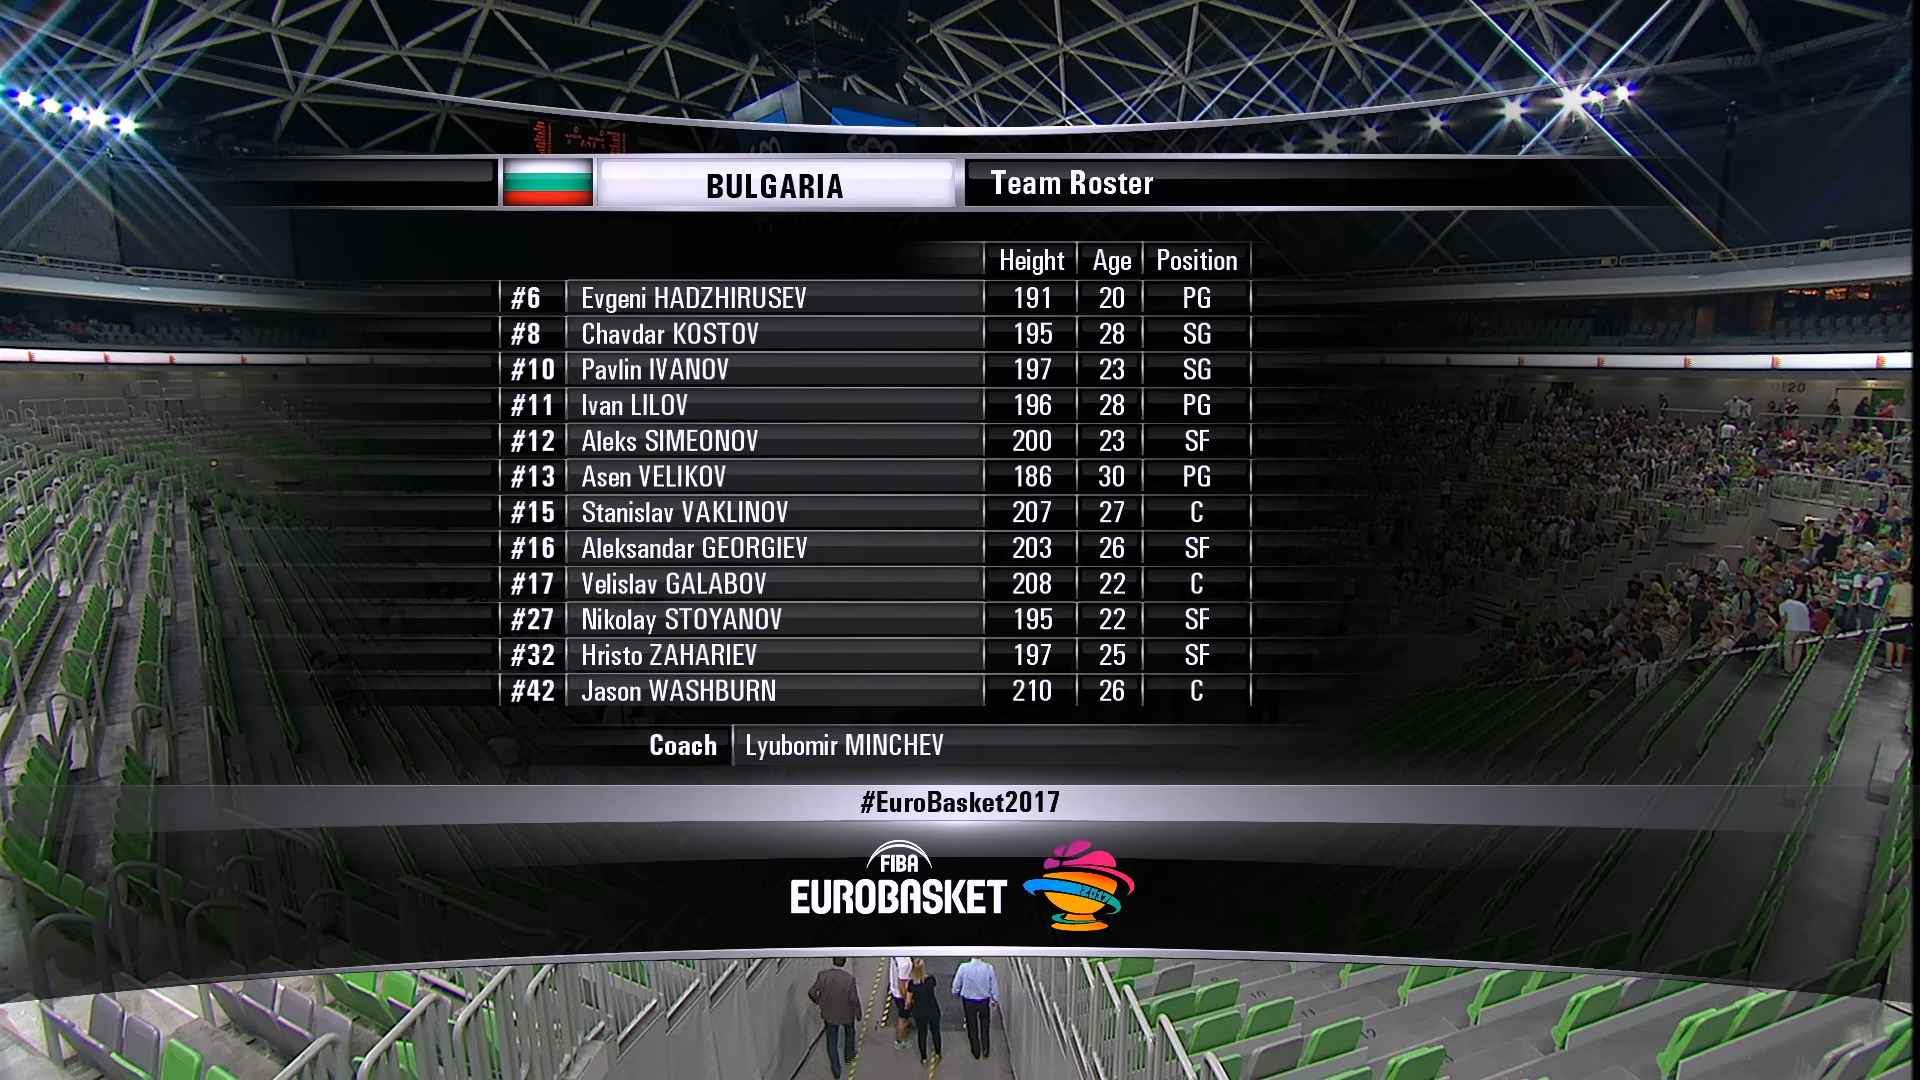 BULGARIA Team Roster
Height Age Position
#6 Evgeni HADZHIRUSEV 191 20 PG
#8 Chavdar KOSTOV 195 28 SG
#10 Pavlin IVANOV 197 23 SG
#11 Ivan LILOV 196 28 PG
#12 Aleks SIMEONOV 200 23 SF
#13 Asen VELIKOV 186 30 PG
#15 Stanislav VAKLINOV 207 27 C
#16 Aleksandar GEORGIEV 203 26 SF
#17 Velislav GALABOV 208 22 C
#27 Nikolay STOYANOV 195 22 SF
#32 Hristo ZAHARIEV 197 25 SF
#42 Jason WASHBURN 210 26 C
Coach Lyubomir MINCHEV
#EuroBasket2017
FIBA
EUROBASKET
2017